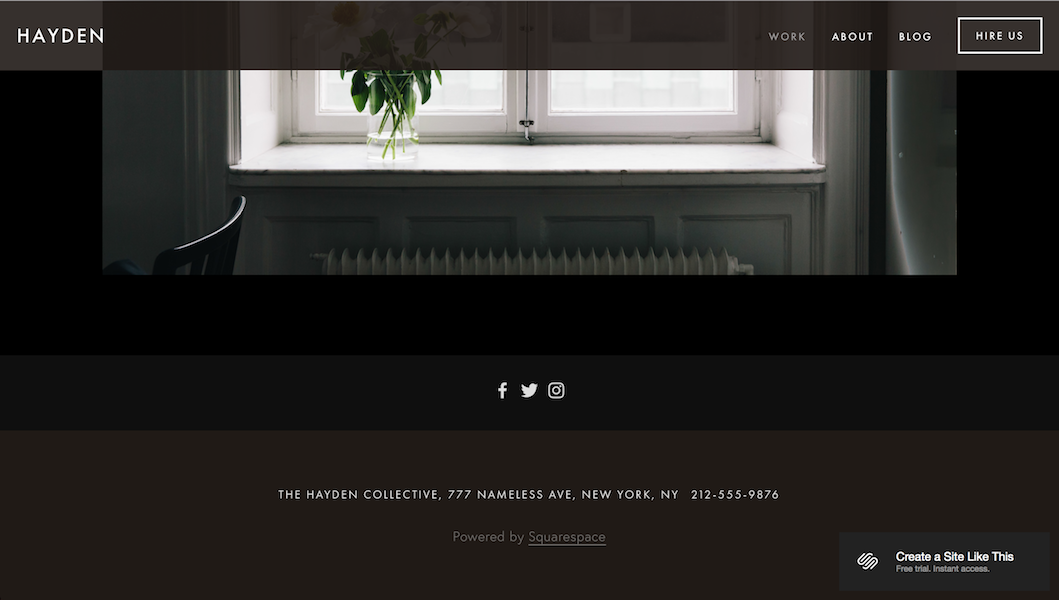 HAYDEN
WORK ABOUT BLOG HIRE US
THE HAYDEN COLLECTIVE, 777 NAMELESS AVE, NEW YORK, NY 212-555-9876
Powered by Squarespace
Create a Site Like This
Free trial. Instant access.